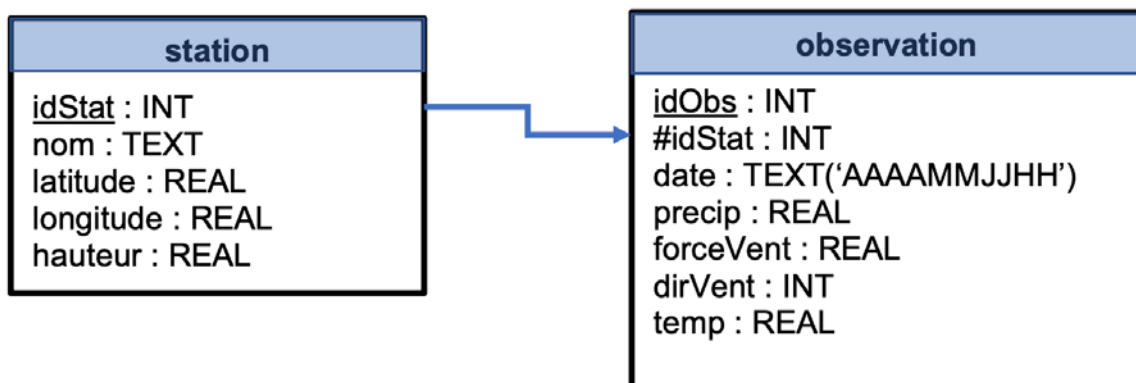 station
idStat : INT
nom : TEXT
latitude : REAL
longitude : REAL
hauteur : REAL
observation
idObs : INT
#idStat : INT
date : TEXT(‘AAAAMMJJHH’)
precip : REAL
forceVent : REAL
dirVent : INT
temp : REAL